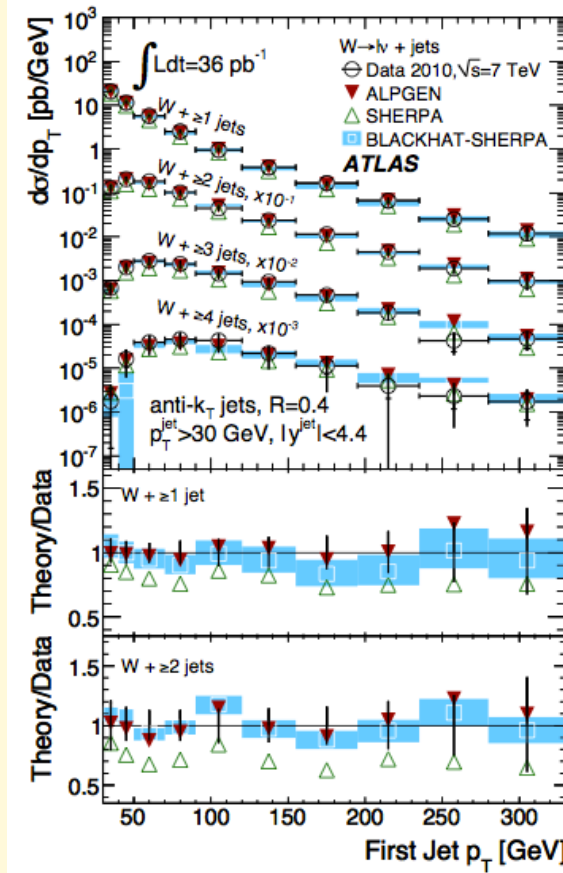 dσ/dp_T [pb/GeV]
10³
10²
10
1
10⁻¹
10⁻²
10⁻³
10⁻⁴
10⁻⁵
10⁻⁶
10⁻⁷
∫Ldt=36 pb⁻¹
W→lν + jets
Data 2010,√s=7 TeV
ALPGEN
SHERPA
BLACKHAT-SHERPA
ATLAS
W + ≥1 jets
W + ≥2 jets, x10⁻¹
W + ≥3 jets, x10⁻²
W + ≥4 jets, x10⁻³
anti-k_T jets, R=0.4
p_T^jet>30 GeV, |y^jet|<4.4
Theory/Data
1.5
1
0.5
W + ≥1 jet
Theory/Data
1.5
1
0.5
W + ≥2 jets
50 100 150 200 250 300
First Jet p_T [GeV]